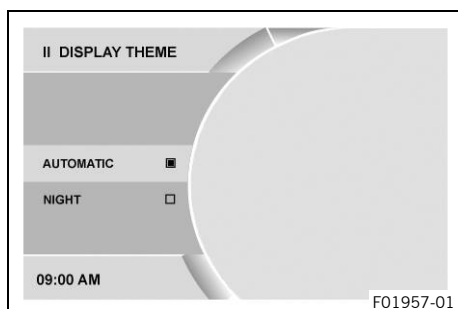 II DISPLAY THEME
AUTOMATIC
NIGHT
09:00 AM
F01957-01